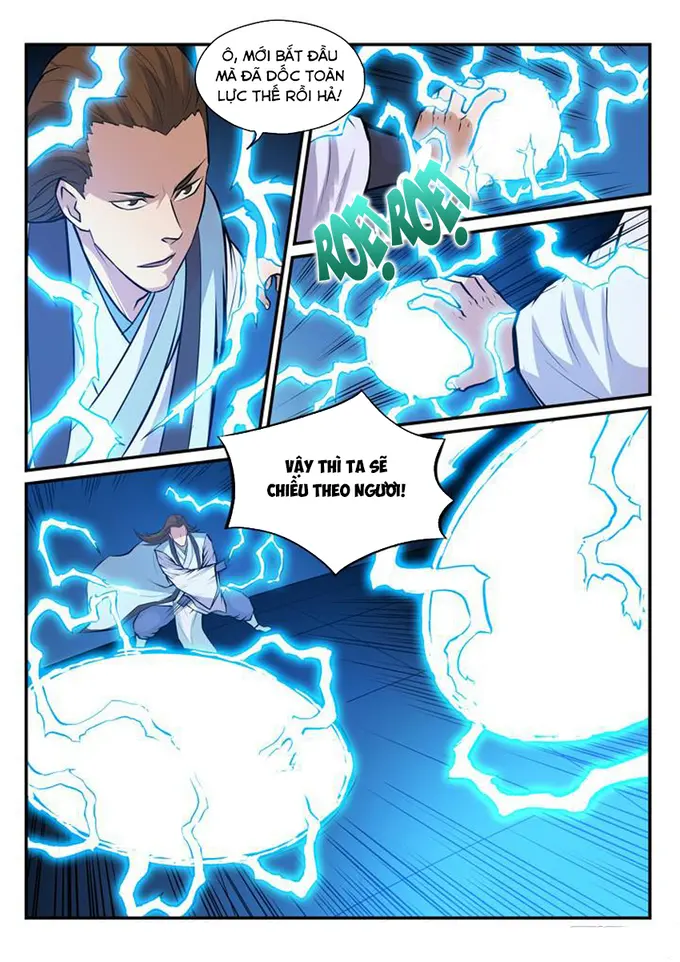 Ồ, MỚI BẮT ĐẦU
MÀ ĐÃ DỐC TOÀN
LỰC THẾ RỒI HẢ!
ROẸT ROẸT
VẬY THÌ TA SẼ
CHIỀU THEO NGƯƠI!